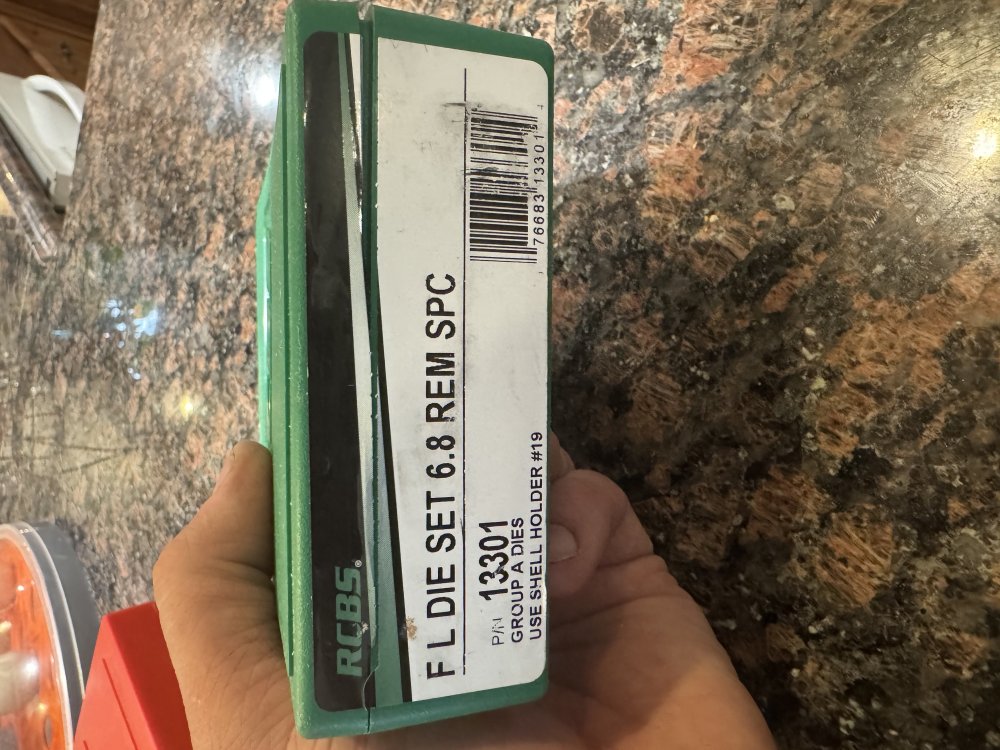 RCBS®
F L DIE SET 6.8 REM SPC
P/N 13301
GROUP A DIES
USE SHELL HOLDER #19
76683 13301 4